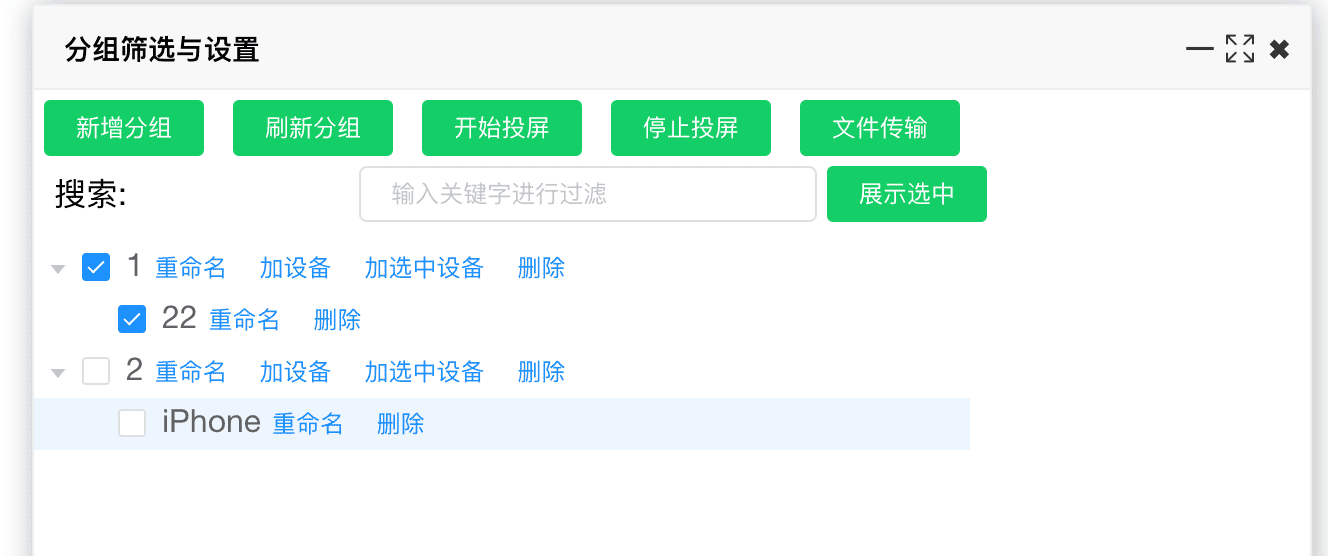 分组筛选与设置
新增分组 刷新分组 开始投屏 停止投屏 文件传输
搜索: 输入关键字进行过滤 展示选中
1 重命名 加设备 加选中设备 删除
22 重命名 删除
2 重命名 加设备 加选中设备 删除
iPhone 重命名 删除